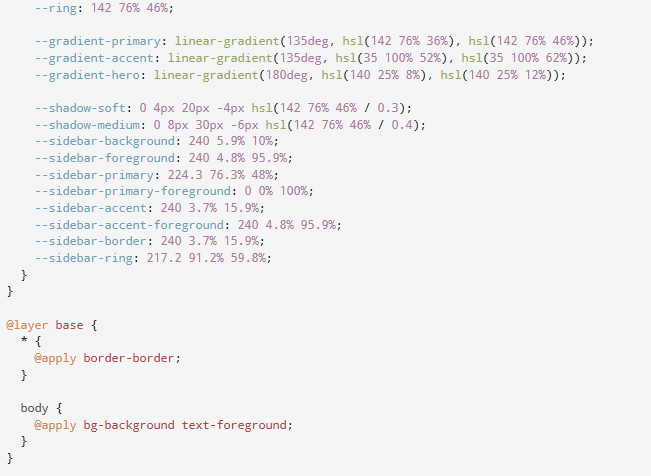 --ring: 142 76% 46%;
--gradient-primary: linear-gradient(135deg, hsl(142 76% 36%), hsl(142 76% 46%));
--gradient-accent: linear-gradient(135deg, hsl(35 100% 52%), hsl(35 100% 62%));
--gradient-hero: linear-gradient(180deg, hsl(140 25% 8%), hsl(140 25% 12%));
--shadow-soft: 0 4px 20px -4px hsl(142 76% 46% / 0.3);
--shadow-medium: 0 8px 30px -6px hsl(142 76% 46% / 0.4);
--sidebar-background: 240 5.9% 10%;
--sidebar-foreground: 240 4.8% 95.9%;
--sidebar-primary: 224.3 76.3% 48%;
--sidebar-primary-foreground: 0 0% 100%;
--sidebar-accent: 240 3.7% 15.9%;
--sidebar-accent-foreground: 240 4.8% 95.9%;
--sidebar-border: 240 3.7% 15.9%;
--sidebar-ring: 217.2 91.2% 59.8%;
}
}
@layer base {
* {
@apply border-border;
}
body {
@apply bg-background text-foreground;
}
}